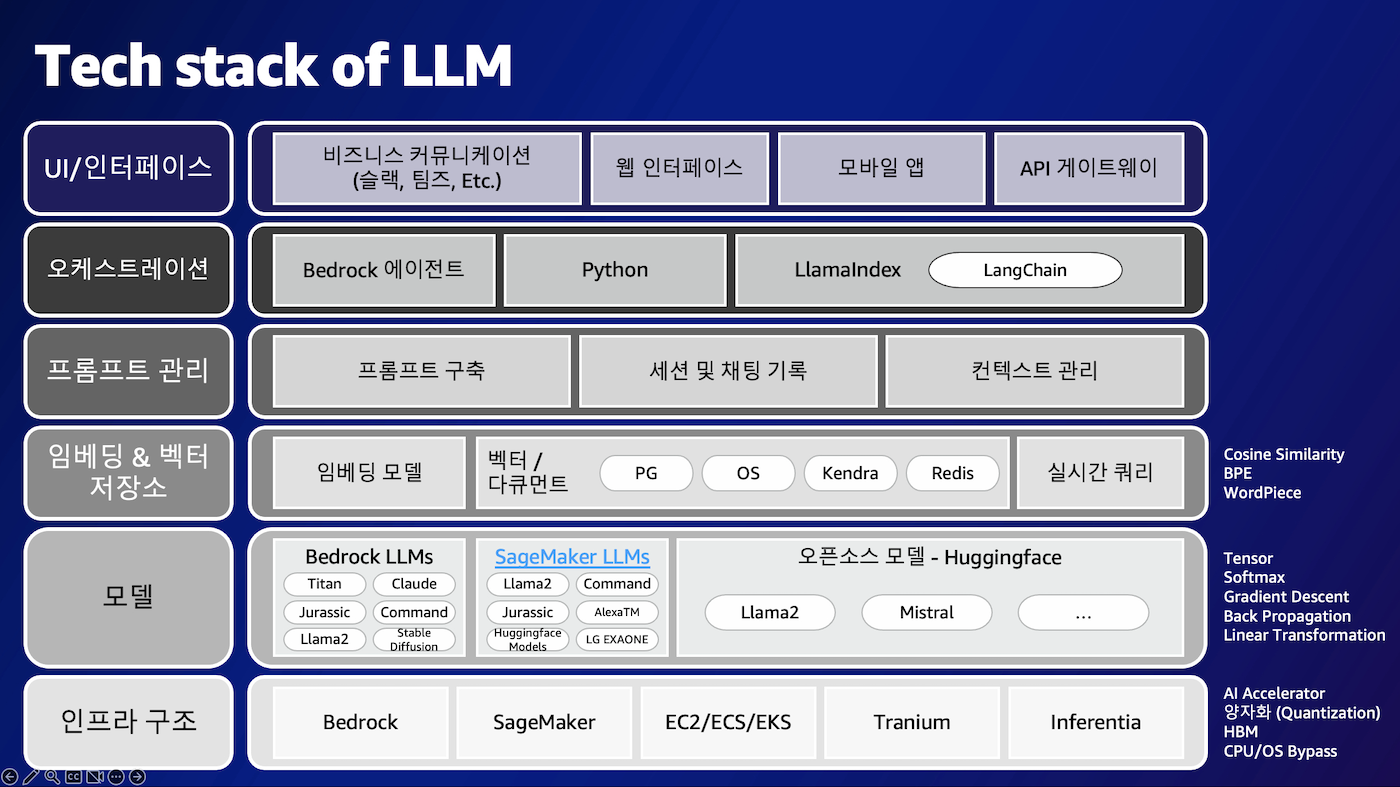 Tech stack of LLM
UI/인터페이스
비즈니스 커뮤니케이션
(슬랙, 팀즈, Etc.)
웹 인터페이스
모바일 앱
API 게이트웨이
오케스트레이션
Bedrock 에이전트
Python
LlamaIndex
LangChain
프롬프트 관리
프롬프트 구축
세션 및 채팅 기록
컨텍스트 관리
임베딩 & 벡터
저장소
임베딩 모델
벡터 /
다큐먼트
PG
OS
Kendra
Redis
실시간 쿼리
Cosine Similarity
BPE
WordPiece
모델
Bedrock LLMs
Titan
Claude
Jurassic
Command
Llama2
Stable
Diffusion
SageMaker LLMs
Llama2
Command
Jurassic
AlexaTM
Huggingface
Models
LG EXAONE
오픈소스 모델 - Huggingface
Llama2
Mistral
...
Tensor
Softmax
Gradient Descent
Back Propagation
Linear Transformation
인프라 구조
Bedrock
SageMaker
EC2/ECS/EKS
Tranium
Inferentia
AI Accelerator
양자화 (Quantization)
HBM
CPU/OS Bypass
CC